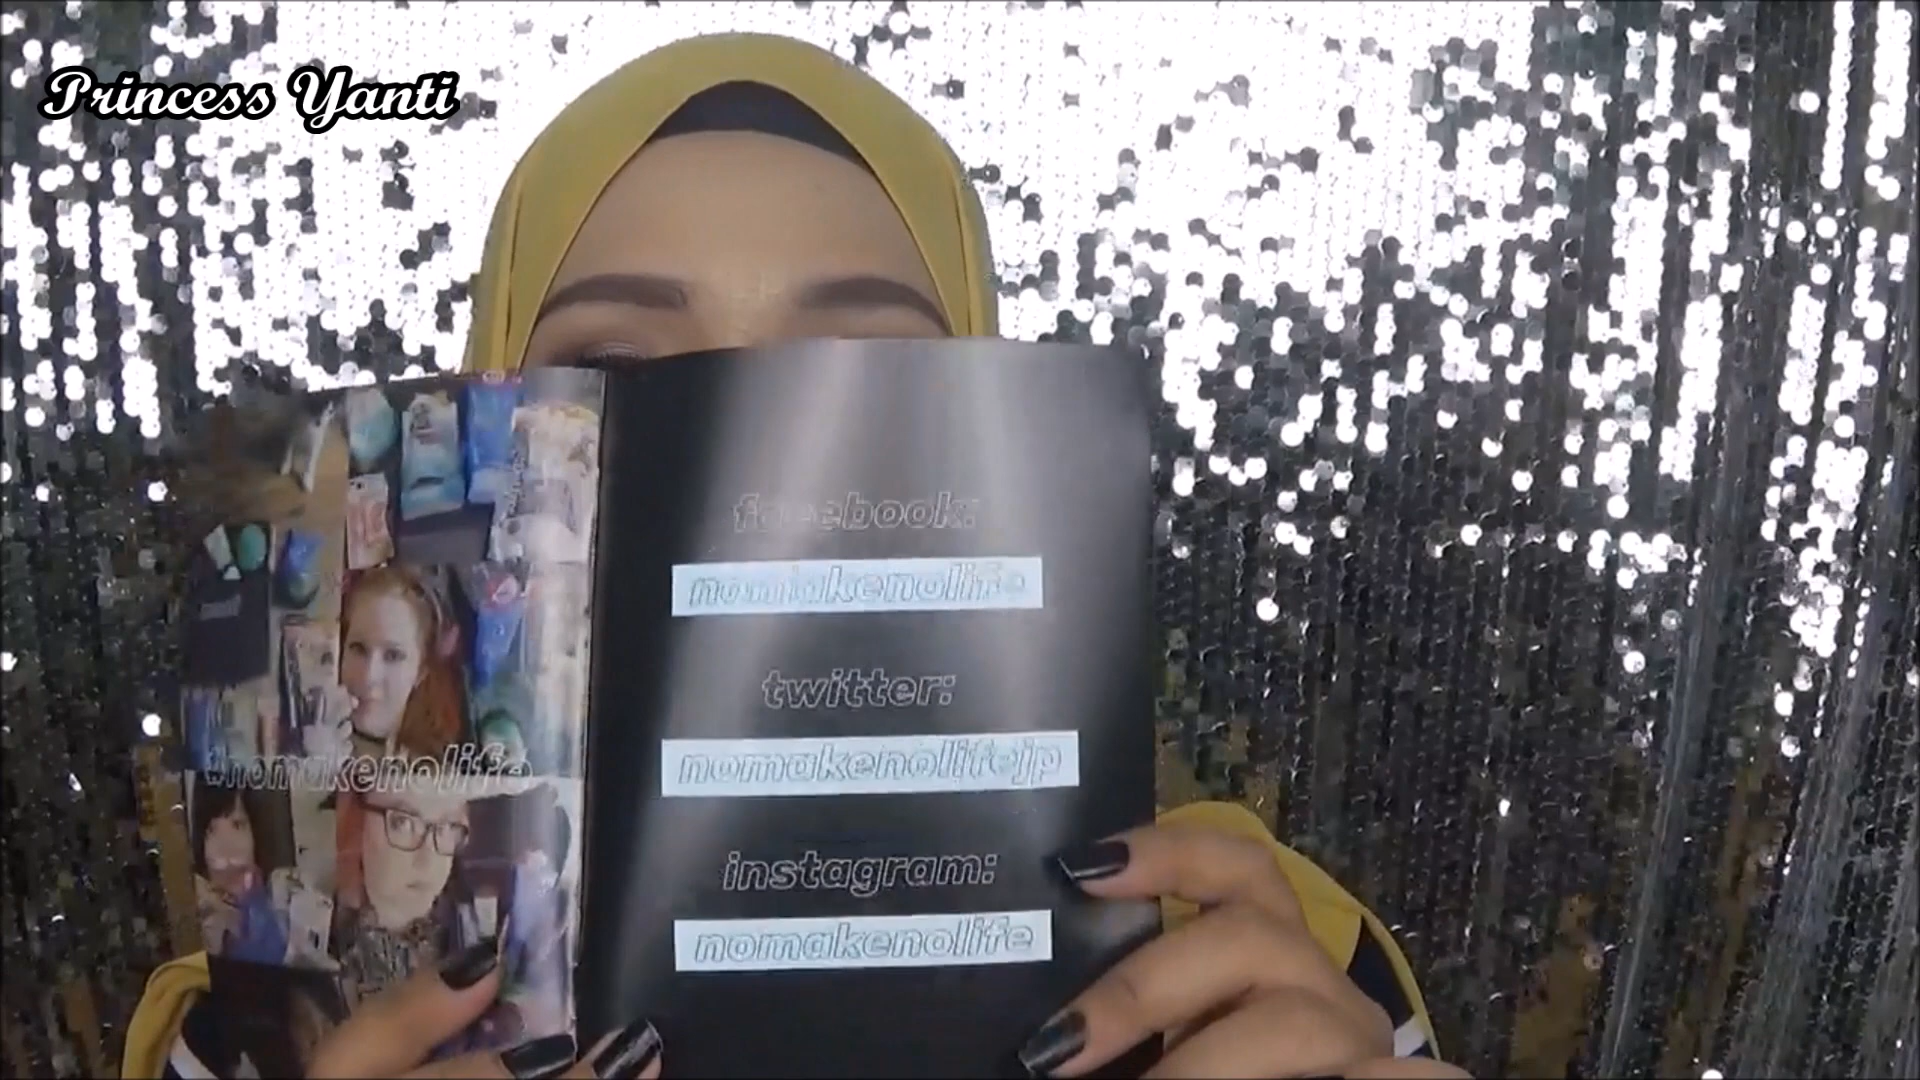 Princess Yanti
#nomakenolife
facebook:
nomakenolife
twitter:
nomakenolifejp
instagram:
nomakenolife